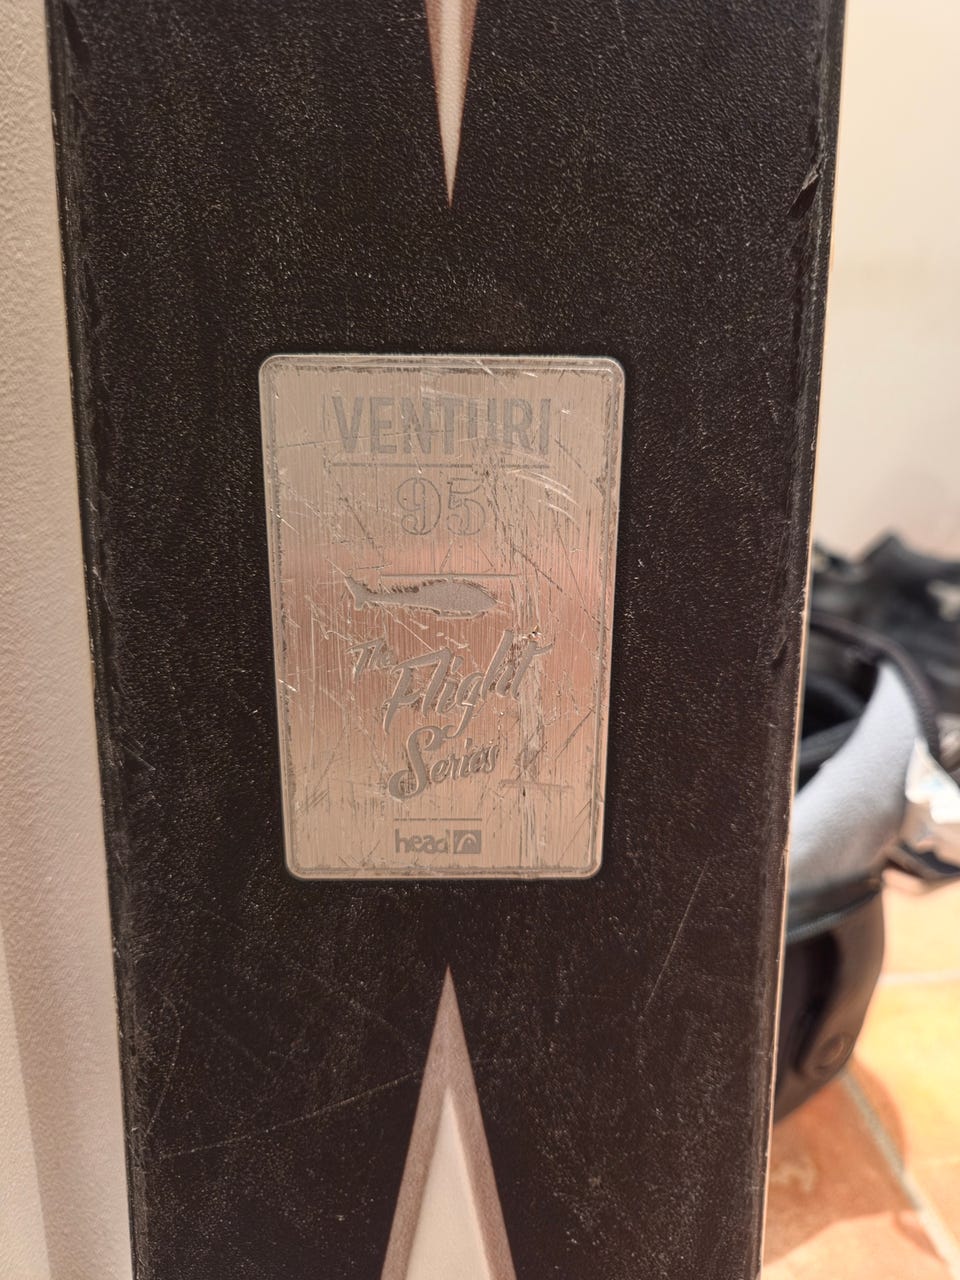 VENTURI
95
The
Flight
Series
head